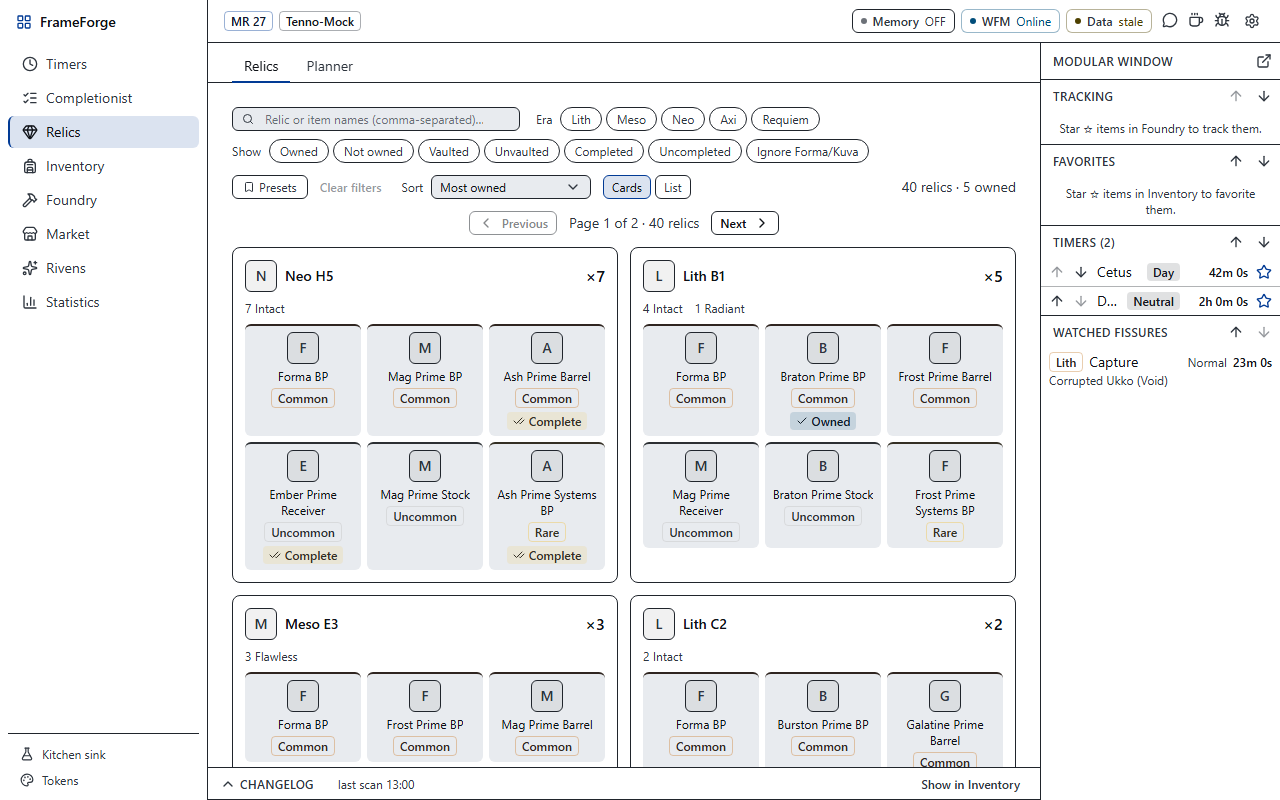 FrameForge
MR 27
Tenno-Mock
Memory OFF
WFM Online
Data stale
Timers
Completionist
Relics
Inventory
Foundry
Market
Rivens
Statistics
Kitchen sink
Tokens
Relics
Planner
Relic or item names (comma-separated)...
Era
Lith
Meso
Neo
Axi
Requiem
Show
Owned
Not owned
Vaulted
Unvaulted
Completed
Uncompleted
Ignore Forma/Kuva
Presets
Clear filters
Sort
Most owned
Cards
List
40 relics · 5 owned
Previous
Page 1 of 2 · 40 relics
Next
N
Neo H5
×7
7 Intact
F
Forma BP
Common
M
Mag Prime BP
Common
A
Ash Prime Barrel
Common
Complete
E
Ember Prime
Receiver
Uncommon
Complete
M
Mag Prime Stock
Uncommon
A
Ash Prime Systems
BP
Rare
Complete
L
Lith B1
×5
4 Intact 1 Radiant
F
Forma BP
Common
B
Braton Prime BP
Common
Owned
F
Frost Prime Barrel
Common
M
Mag Prime
Receiver
Uncommon
B
Braton Prime Stock
Uncommon
F
Frost Prime
Systems BP
Rare
M
Meso E3
×3
3 Flawless
F
Forma BP
Common
F
Frost Prime BP
Common
M
Mag Prime Barrel
Common
L
Lith C2
×2
2 Intact
F
Forma BP
Common
B
Burston Prime BP
Common
G
Galatine Prime
Barrel
Common
CHANGELOG
last scan 13:00
Show in Inventory
MODULAR WINDOW
TRACKING
Star ☆ items in Foundry to track them.
FAVORITES
Star ☆ items in Inventory to favorite
them.
TIMERS (2)
Cetus Day 42m 0s
D... Neutral 2h 0m 0s
WATCHED FISSURES
Lith Capture Normal 23m 0s
Corrupted Ukko (Void)